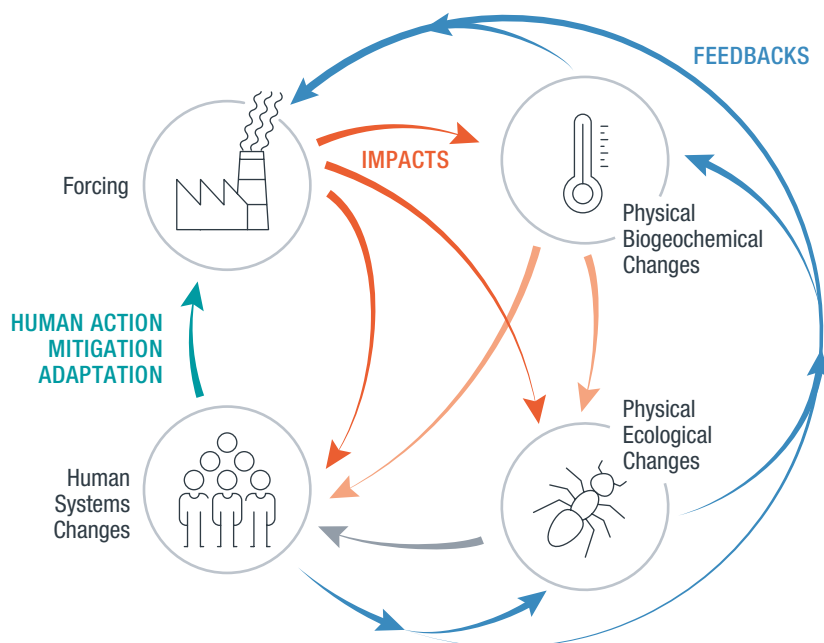 FEEDBACKS
IMPACTS
Forcing
Physical
Biogeochemical
Changes
HUMAN ACTION
MITIGATION
ADAPTATION
Physical
Ecological
Changes
Human
Systems
Changes